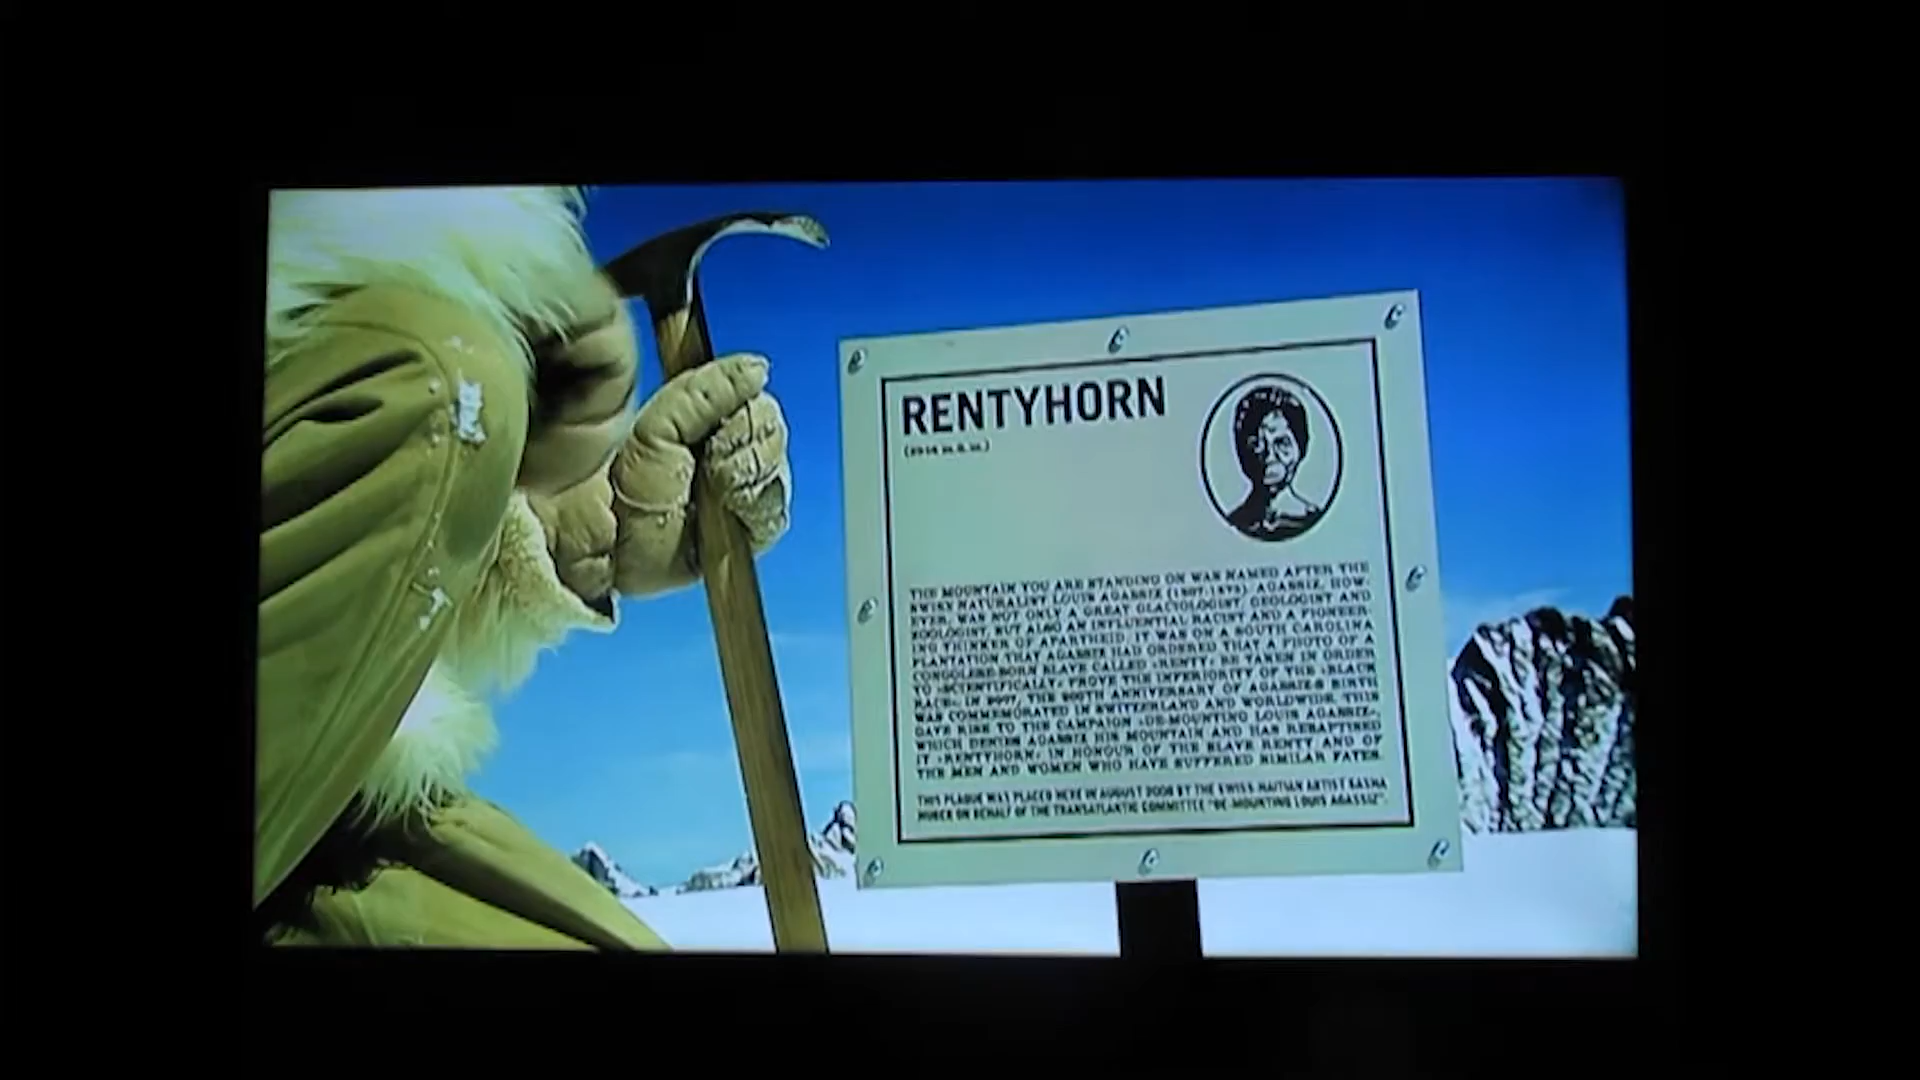 RENTYHORN
THE MOUNTAIN YOU ARE STANDING ON WAS NAMED AFTER THE
SWISS NATURALIST LOUIS AGASSIZ (1807-1873). AGASSIZ, HOW-
EVER, WAS NOT ONLY A GREAT GLACIOLOGIST, GEOLOGIST AND
ZOOLOGIST, BUT ALSO AN INFLUENTIAL RACIST AND A PIONEER-
ING THINKER OF APARTHEID. IT WAS ON A SOUTH CAROLINA
PLANTATION THAT AGASSIZ HAD ORDERED THAT A PHOTO OF A
CONGOLESE-BORN SLAVE CALLED «RENTY» BE TAKEN IN ORDER
TO «SCIENTIFICALLY» PROVE THE INFERIORITY OF THE «BLACK
RACE». IN 2007, THE 200TH ANNIVERSARY OF AGASSIZ'S BIRTH
WAS COMMEMORATED IN SWITZERLAND AND WORLDWIDE. THIS
GAVE RISE TO THE CAMPAIGN «DE-MOUNTING LOUIS AGASSIZ»,
WHICH DENIES AGASSIZ HIS MOUNTAIN AND HAS REBAPTISED
IT «RENTYHORN» IN HONOUR OF THE SLAVE RENTY AND OF
THE MEN AND WOMEN WHO HAVE SUFFERED SIMILAR FATES.
THIS PLAQUE WAS PLACED HERE IN AUGUST 2008 BY THE SWISS-HAITIAN ARTIST SASHA
HUBER ON BEHALF OF THE TRANSATLANTIC COMMITTEE "DE-MOUNTING LOUIS AGASSIZ".